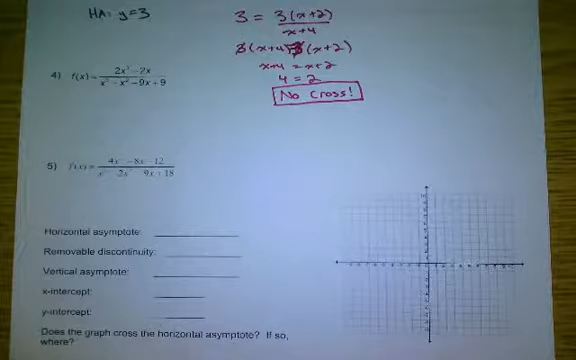 HA: y=3
3 = 3(x+2)
x+4
3(x+4)=3(x+2)
x+4 = x+2
4 = 2
No Cross!
4) f(x) = 2x² - 2x
x³ - x² - 9x + 9
5) f(x) = 4x² - 8x - 12
x³ - 2x² - 9x + 18
Horizontal asymptote:
Removable discontinuity:
Vertical asymptote:
x-intercept:
y-intercept:
Does the graph cross the horizontal asymptote? If so,
where?